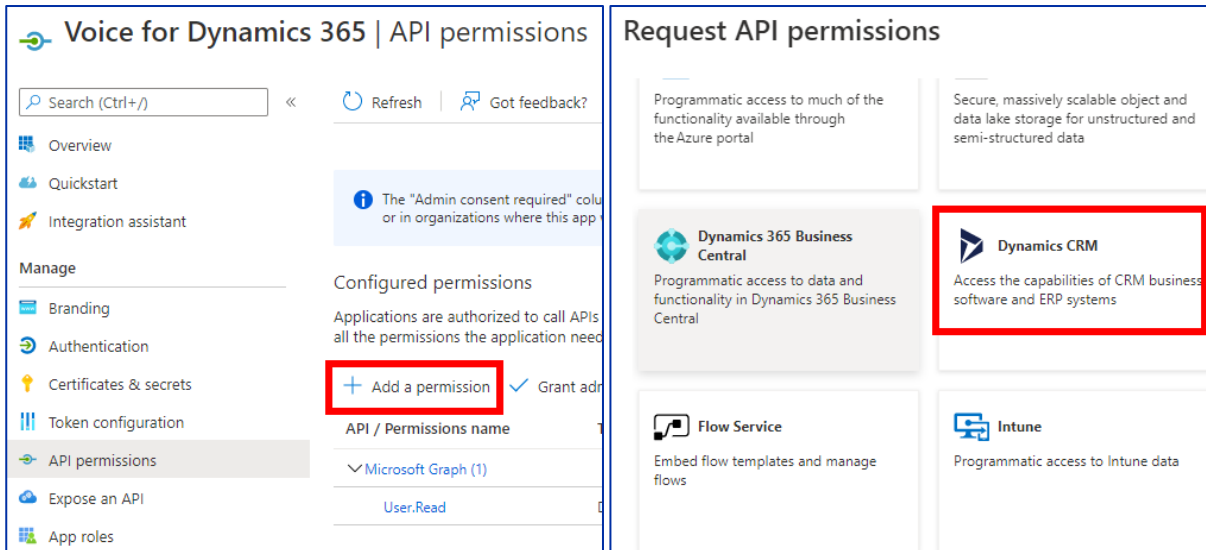 Voice for Dynamics 365 | API permissions
Search (Ctrl+/)
«
Refresh
Got feedback?
Overview
Quickstart
Integration assistant
Manage
Branding
Authentication
Certificates & secrets
Token configuration
API permissions
Expose an API
App roles
The "Admin consent required" colu
or in organizations where this app
Configured permissions
Applications are authorized to call APIs
all the permissions the application need
Add a permission
Grant adr
API / Permissions name
Microsoft Graph (1)
User.Read
Request API permissions
Programmatic access to much of the
functionality available through
the Azure portal
Secure, massively scalable object and
data lake storage for unstructured and
semi-structured data
Dynamics 365 Business
Central
Programmatic access to data and
functionality in Dynamics 365 Business
Central
Dynamics CRM
Access the capabilities of CRM business
software and ERP systems
Flow Service
Embed flow templates and manage
flows
Intune
Programmatic access to Intune data